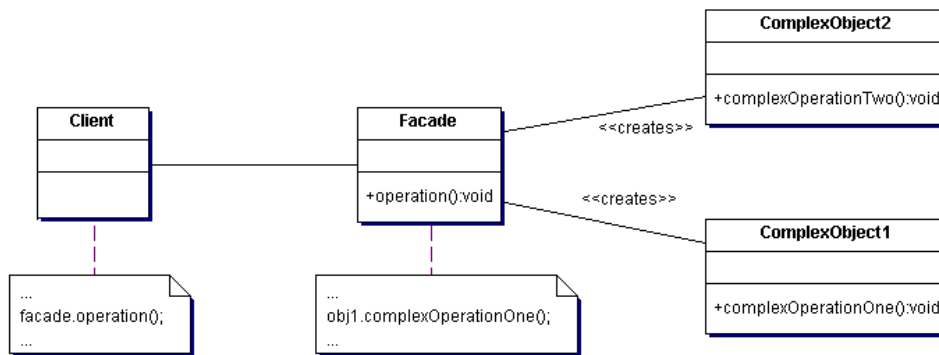 ComplexObject2
+complexOperationTwo():void
Client
Facade
<<creates>>
+operation():void
<<creates>>
ComplexObject1
+complexOperationOne():void
...
facade.operation();
...
...
obj1.complexOperationOne();
...